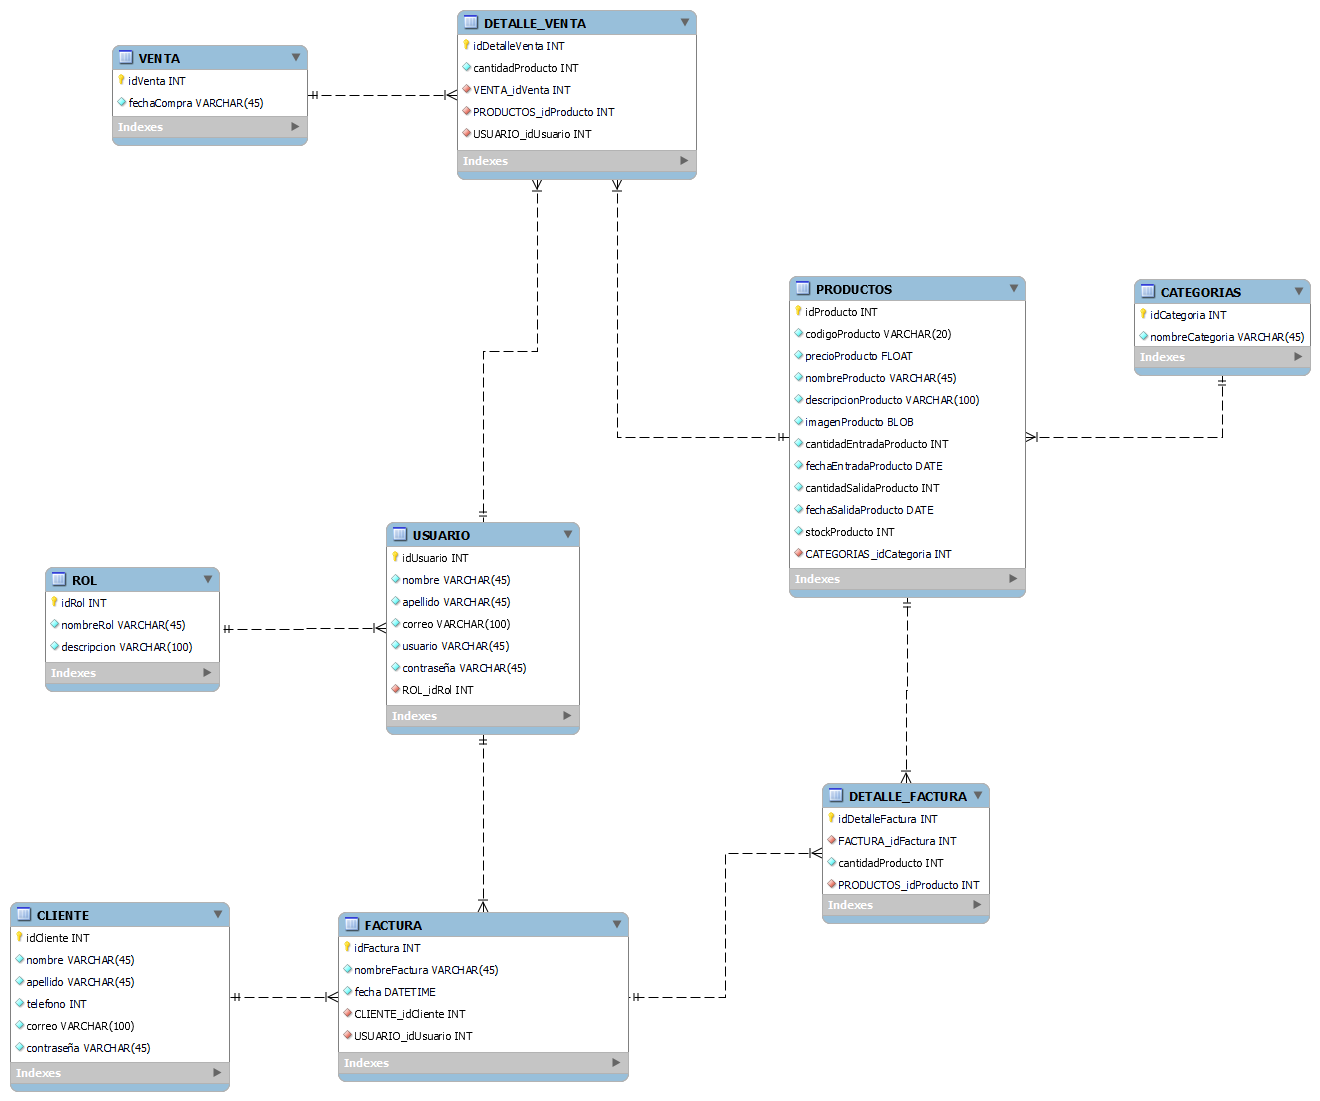 DETALLE_VENTA
idDetalleVenta INT
cantidadProducto INT
VENTA_idVenta INT
PRODUCTOS_idProducto INT
USUARIO_idUsuario INT
Indexes
VENTA
idVenta INT
fechaCompra VARCHAR(45)
Indexes
PRODUCTOS
idProducto INT
codigoProducto VARCHAR(20)
precioProducto FLOAT
nombreProducto VARCHAR(45)
descripcionProducto VARCHAR(100)
imagenProducto BLOB
cantidadEntradaProducto INT
fechaEntradaProducto DATE
cantidadSalidaProducto INT
fechaSalidaProducto DATE
stockProducto INT
CATEGORIAS_idCategoria INT
Indexes
CATEGORIAS
idCategoria INT
nombreCategoria VARCHAR(45)
Indexes
USUARIO
idUsuario INT
nombre VARCHAR(45)
apellido VARCHAR(45)
correo VARCHAR(100)
usuario VARCHAR(45)
contraseña VARCHAR(45)
ROL_idRol INT
Indexes
ROL
idRol INT
nombreRol VARCHAR(45)
descripcion VARCHAR(100)
Indexes
DETALLE_FACTURA
idDetalleFactura INT
FACTURA_idFactura INT
cantidadProducto INT
PRODUCTOS_idProducto INT
Indexes
CLIENTE
idCliente INT
nombre VARCHAR(45)
apellido VARCHAR(45)
telefono INT
correo VARCHAR(100)
contraseña VARCHAR(45)
Indexes
FACTURA
idFactura INT
nombreFactura VARCHAR(45)
fecha DATETIME
CLIENTE_idCliente INT
USUARIO_idUsuario INT
Indexes